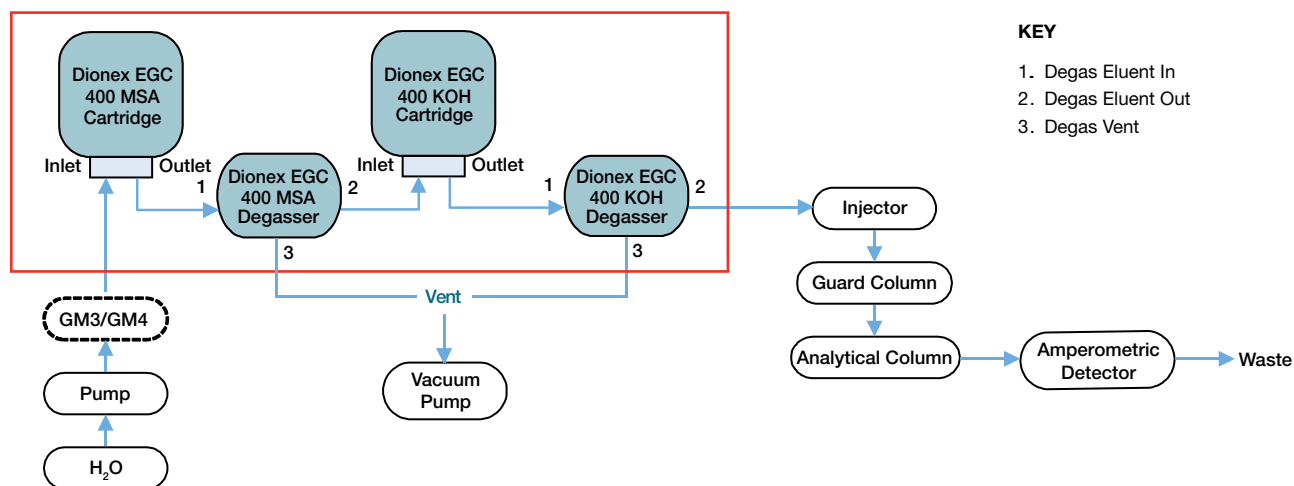 KEY
1. Degas Eluent In
2. Degas Eluent Out
3. Degas Vent
Dionex EGC
400 MSA
Cartridge
Inlet
Outlet
1
Dionex EGC
400 MSA
Degasser
2
3
Dionex EGC
400 KOH
Cartridge
Inlet
Outlet
1
Dionex EGC
400 KOH
Degasser
2
3
Vent
Vacuum
Pump
GM3/GM4
Pump
H₂O
Injector
Guard Column
Analytical Column
Amperometric
Detector
Waste